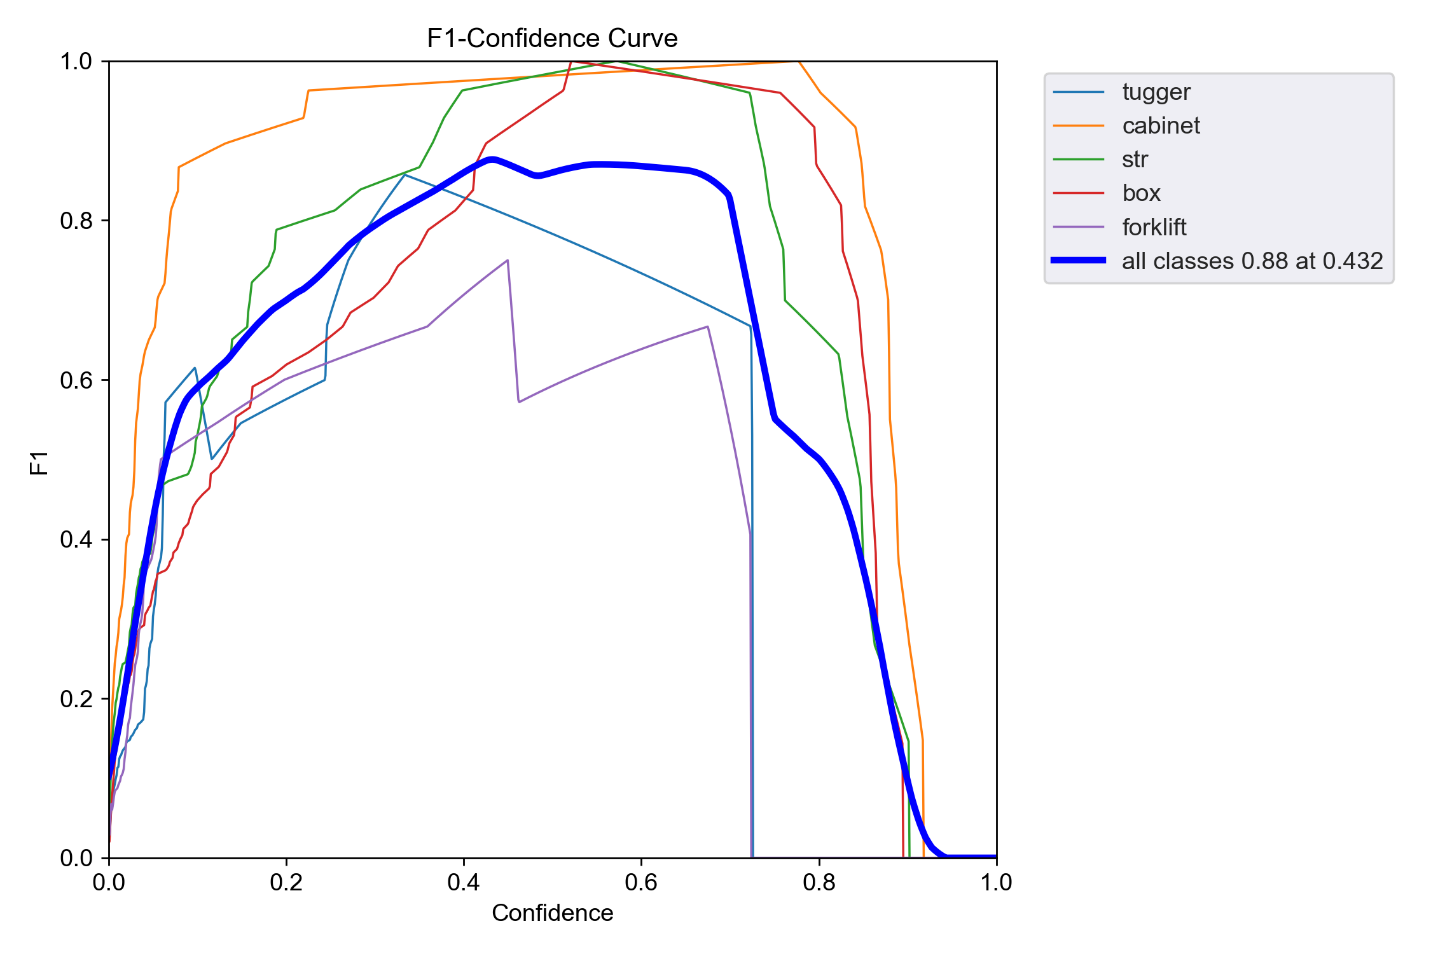 F1-Confidence Curve
1.0
0.8
0.6
0.4
0.2
0.0
F1
0.0 0.2 0.4 0.6 0.8 1.0
Confidence
tugger
cabinet
str
box
forklift
all classes 0.88 at 0.432